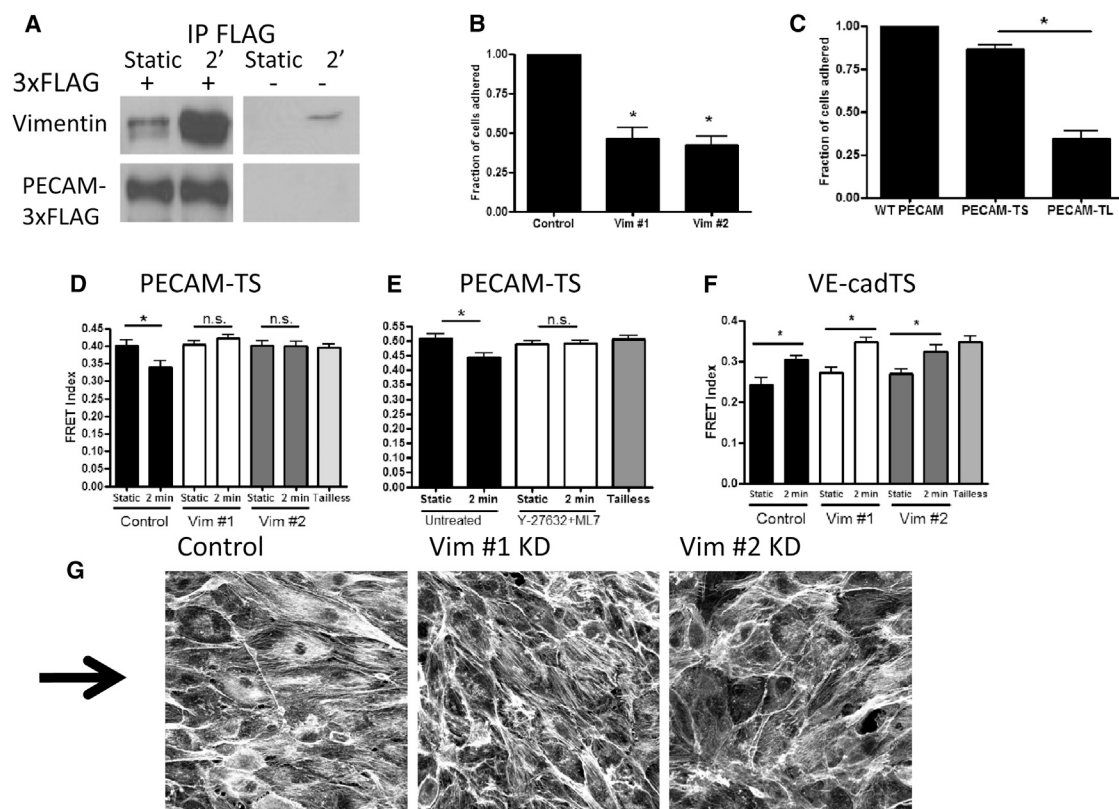 A
IP FLAG
Static 2’ Static 2’
3xFLAG + + - -
Vimentin
PECAM-
3xFLAG
B
Fraction of cells adhered
1.00
0.75
0.50
0.25
0.00
* *
Control Vim #1 Vim #2
C
Fraction of cells adhered
1.00
0.75
0.50
0.25
0.00
*
WT PECAM PECAM-TS PECAM-TL
D PECAM-TS
FRET Index
0.45
0.40
0.35
0.30
0.25
0.20
0.15
0.10
0.05
0.00
* n.s. n.s.
Static 2 min Static 2 min Static 2 min Tailless
Control Vim #1 Vim #2
E PECAM-TS
FRET Index
0.55
0.50
0.45
0.40
0.35
0.30
0.25
0.20
0.15
0.10
0.05
0.00
* n.s.
Static 2 min Static 2 min Tailless
Untreated Y-27632+ML7
F VE-cadTS
FRET Index
0.4
0.3
0.2
0.1
0.0
* * *
Static 2 min Static 2 min Static 2 min Tailless
Control Vim #1 Vim #2
G
Control Vim #1 KD Vim #2 KD